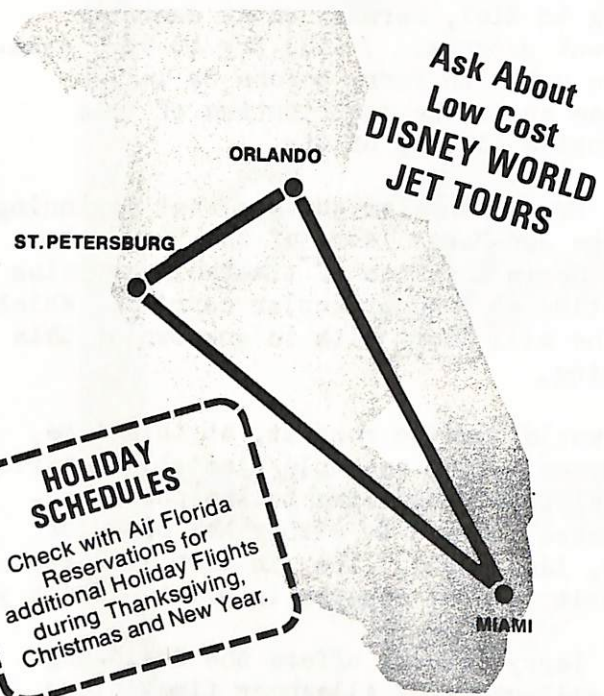 Ask About
Low Cost
DISNEY WORLD
JET TOURS
ORLANDO
ST. PETERSBURG
HOLIDAY
SCHEDULES
Check with Air Florida
Reservations for
additional Holiday Flights
during Thanksgiving,
Christmas and New Year.
MIAMI